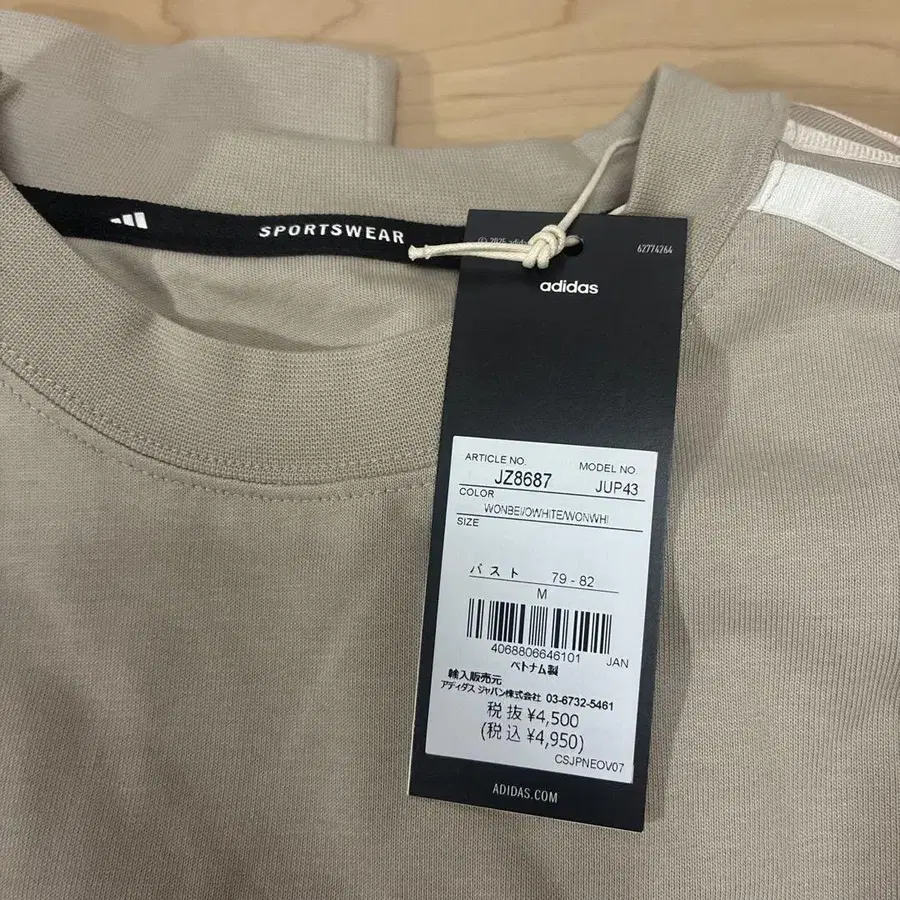 SPORTSWEAR
© 2025 adidas
62774264
adidas
ARTICLE NO. MODEL NO.
JZ8687 JUP43
COLOR
WONBEI/OWHITE/WONWHI
SIZE
バスト 79-82
M
4068806646101 JAN
ベトナム製
輸入販売元
アディダス ジャパン株式会社 03-6732-5461
税抜 ¥4,500
(税込 ¥4,950)
CSJPNEOV07
ADIDAS.COM